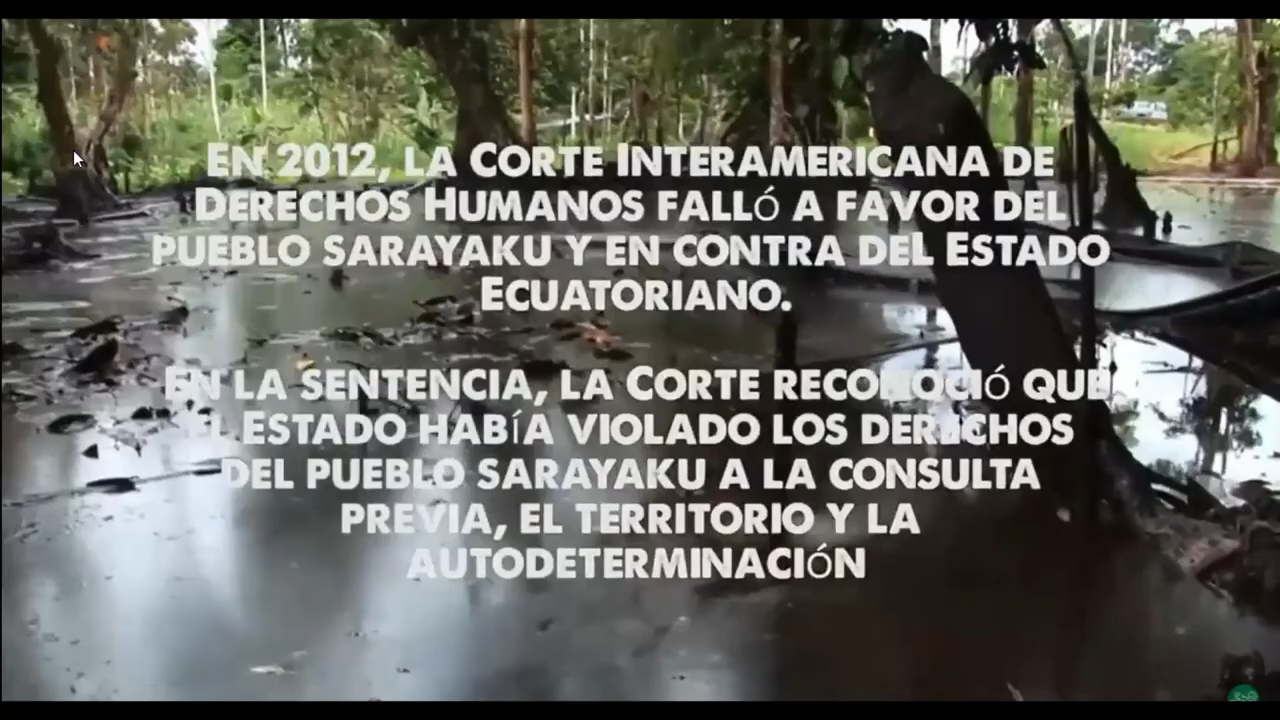 En 2012, la Corte Interamericana de
Derechos Humanos falló a favor del
pueblo sarayaku y en contra del Estado
Ecuatoriano.
En la sentencia, la Corte reconoció que
el Estado había violado los derechos
del pueblo sarayaku a la consulta
previa, el territorio y la
autodeterminación